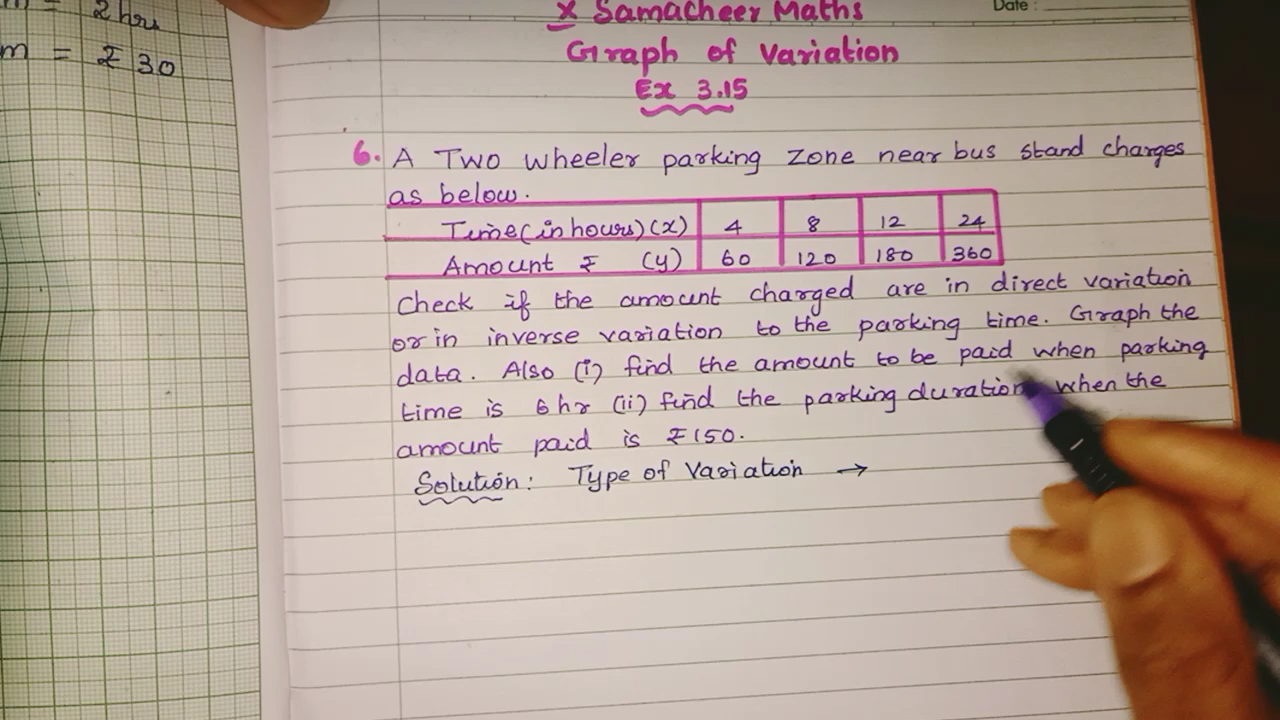 2 hrs
m = ₹ 30
X Samacheer Maths
Date :
Graph of Variation
Ex 3.15
6. A Two wheeler parking zone near bus stand charges
as below.
Time(in hours)(x) 4 8 12 24
Amount ₹ (y) 60 120 180 360
Check if the amount charged are in direct variation
or in inverse variation to the parking time. Graph the
data. Also (i) find the amount to be paid when parking
time is 6 hr (ii) find the parking duration when the
amount paid is ₹150.
Solution: Type of Variation →